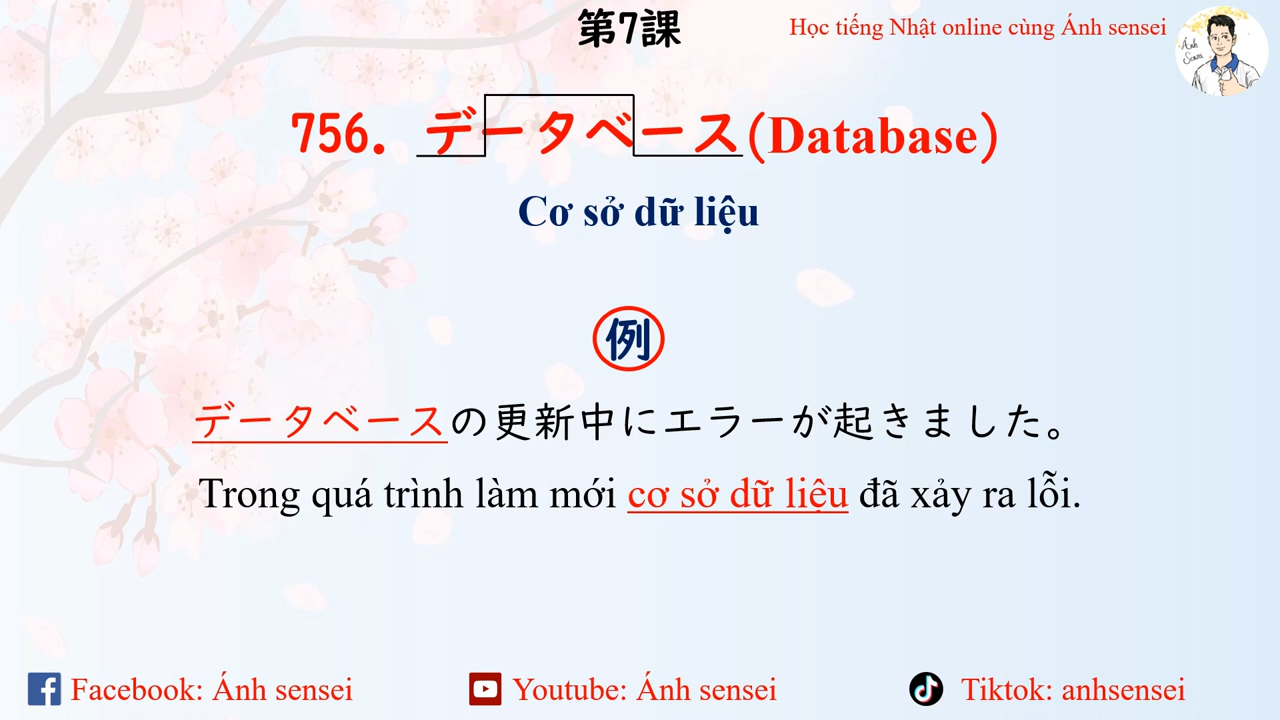 第7課
Học tiếng Nhật online cùng Ánh sensei
Ánh Sensei
756. データベース(Database)
Cơ sở dữ liệu
例
データベースの更新中にエラーが起きました。
Trong quá trình làm mới cơ sở dữ liệu đã xảy ra lỗi.
Facebook: Ánh sensei
Youtube: Ánh sensei
Tiktok: anhsensei